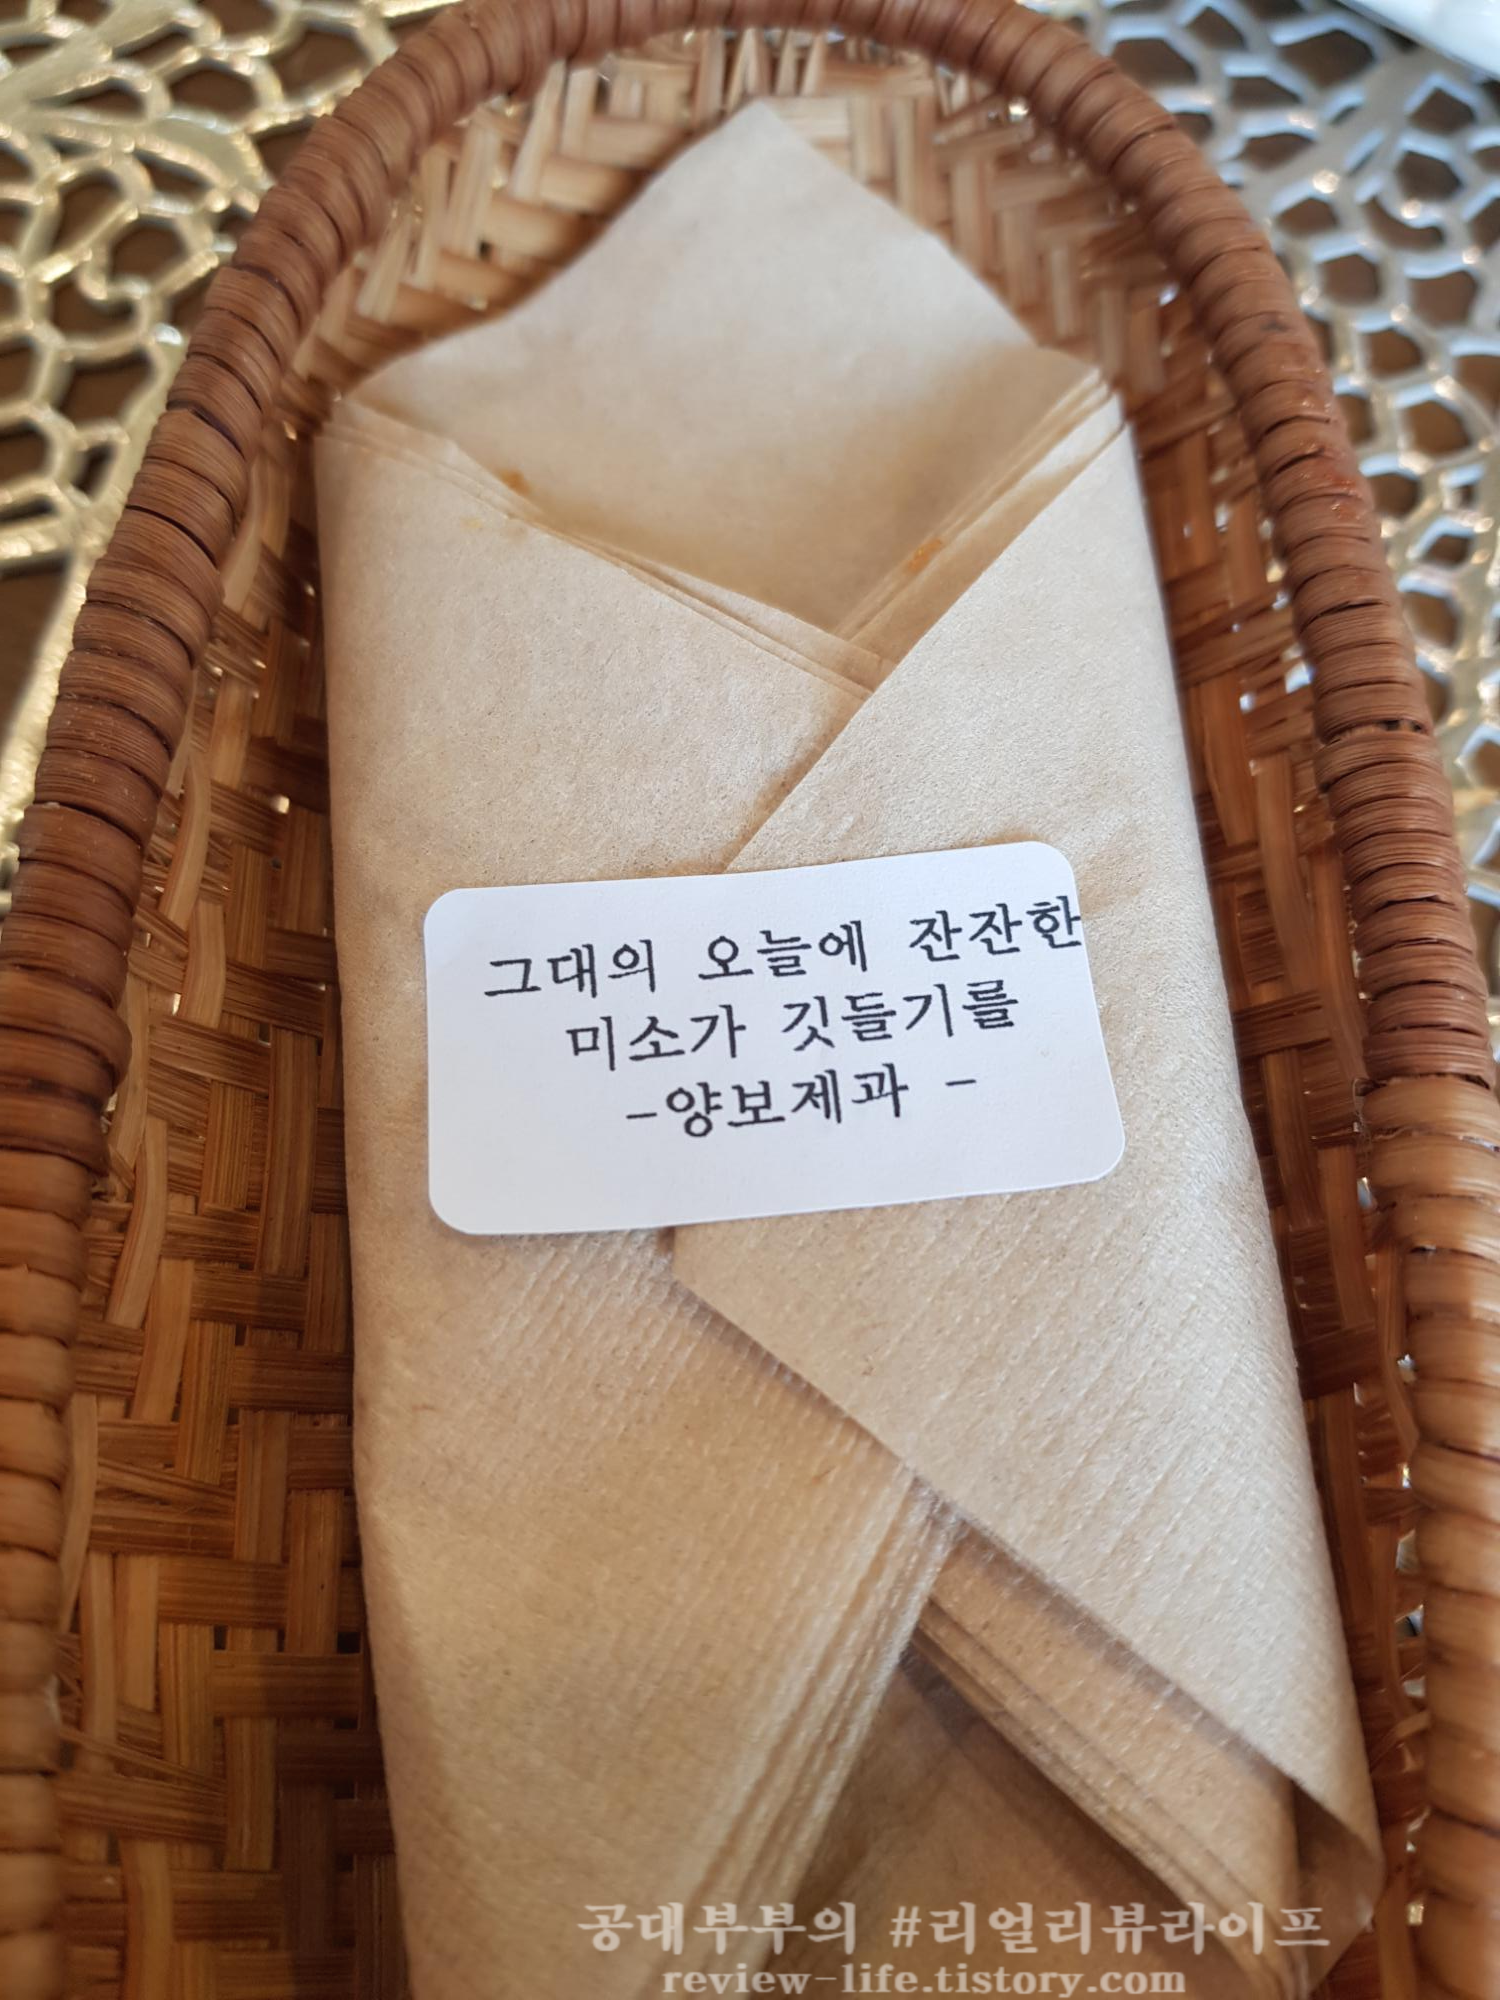 그대의 오늘에 잔잔한
미소가 깃들기를
-양보제과 -
공대부부의 #리얼리뷰라이프
review-life.tistory.com